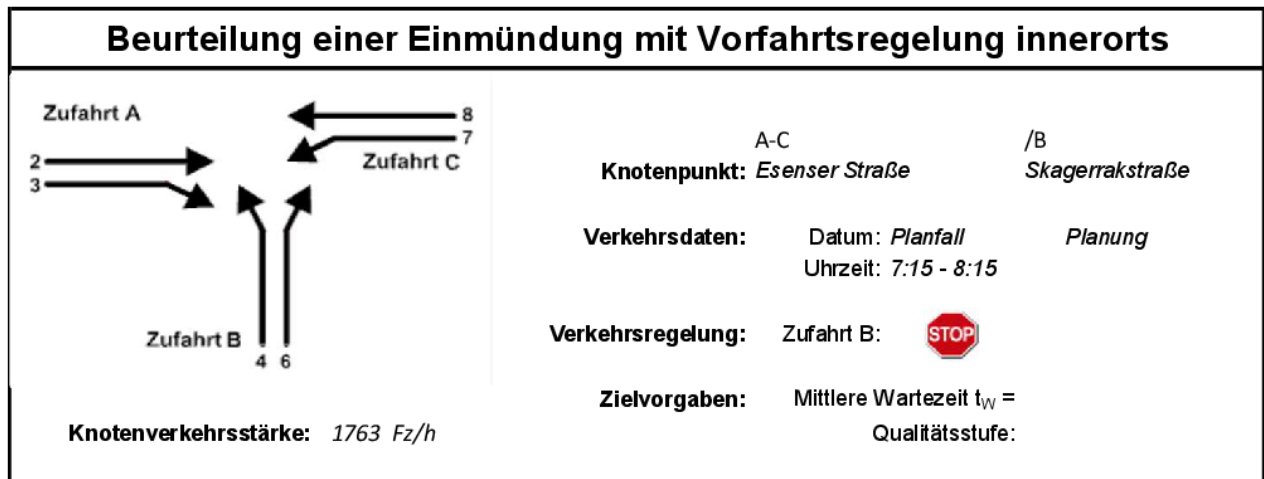 Beurteilung einer Einmündung mit Vorfahrtsregelung innerorts
Zufahrt A
8
7
2
3
Zufahrt C
Zufahrt B
4 6
Knotenverkehrsstärke: 1763 Fz/h
A-C /B
Knotenpunkt: Esenser Straße Skagerrakstraße
Verkehrsdaten: Datum: Planfall Planung
Uhrzeit: 7:15 - 8:15
Verkehrsregelung: Zufahrt B: STOP
Zielvorgaben: Mittlere Wartezeit tW =
Qualitätsstufe: